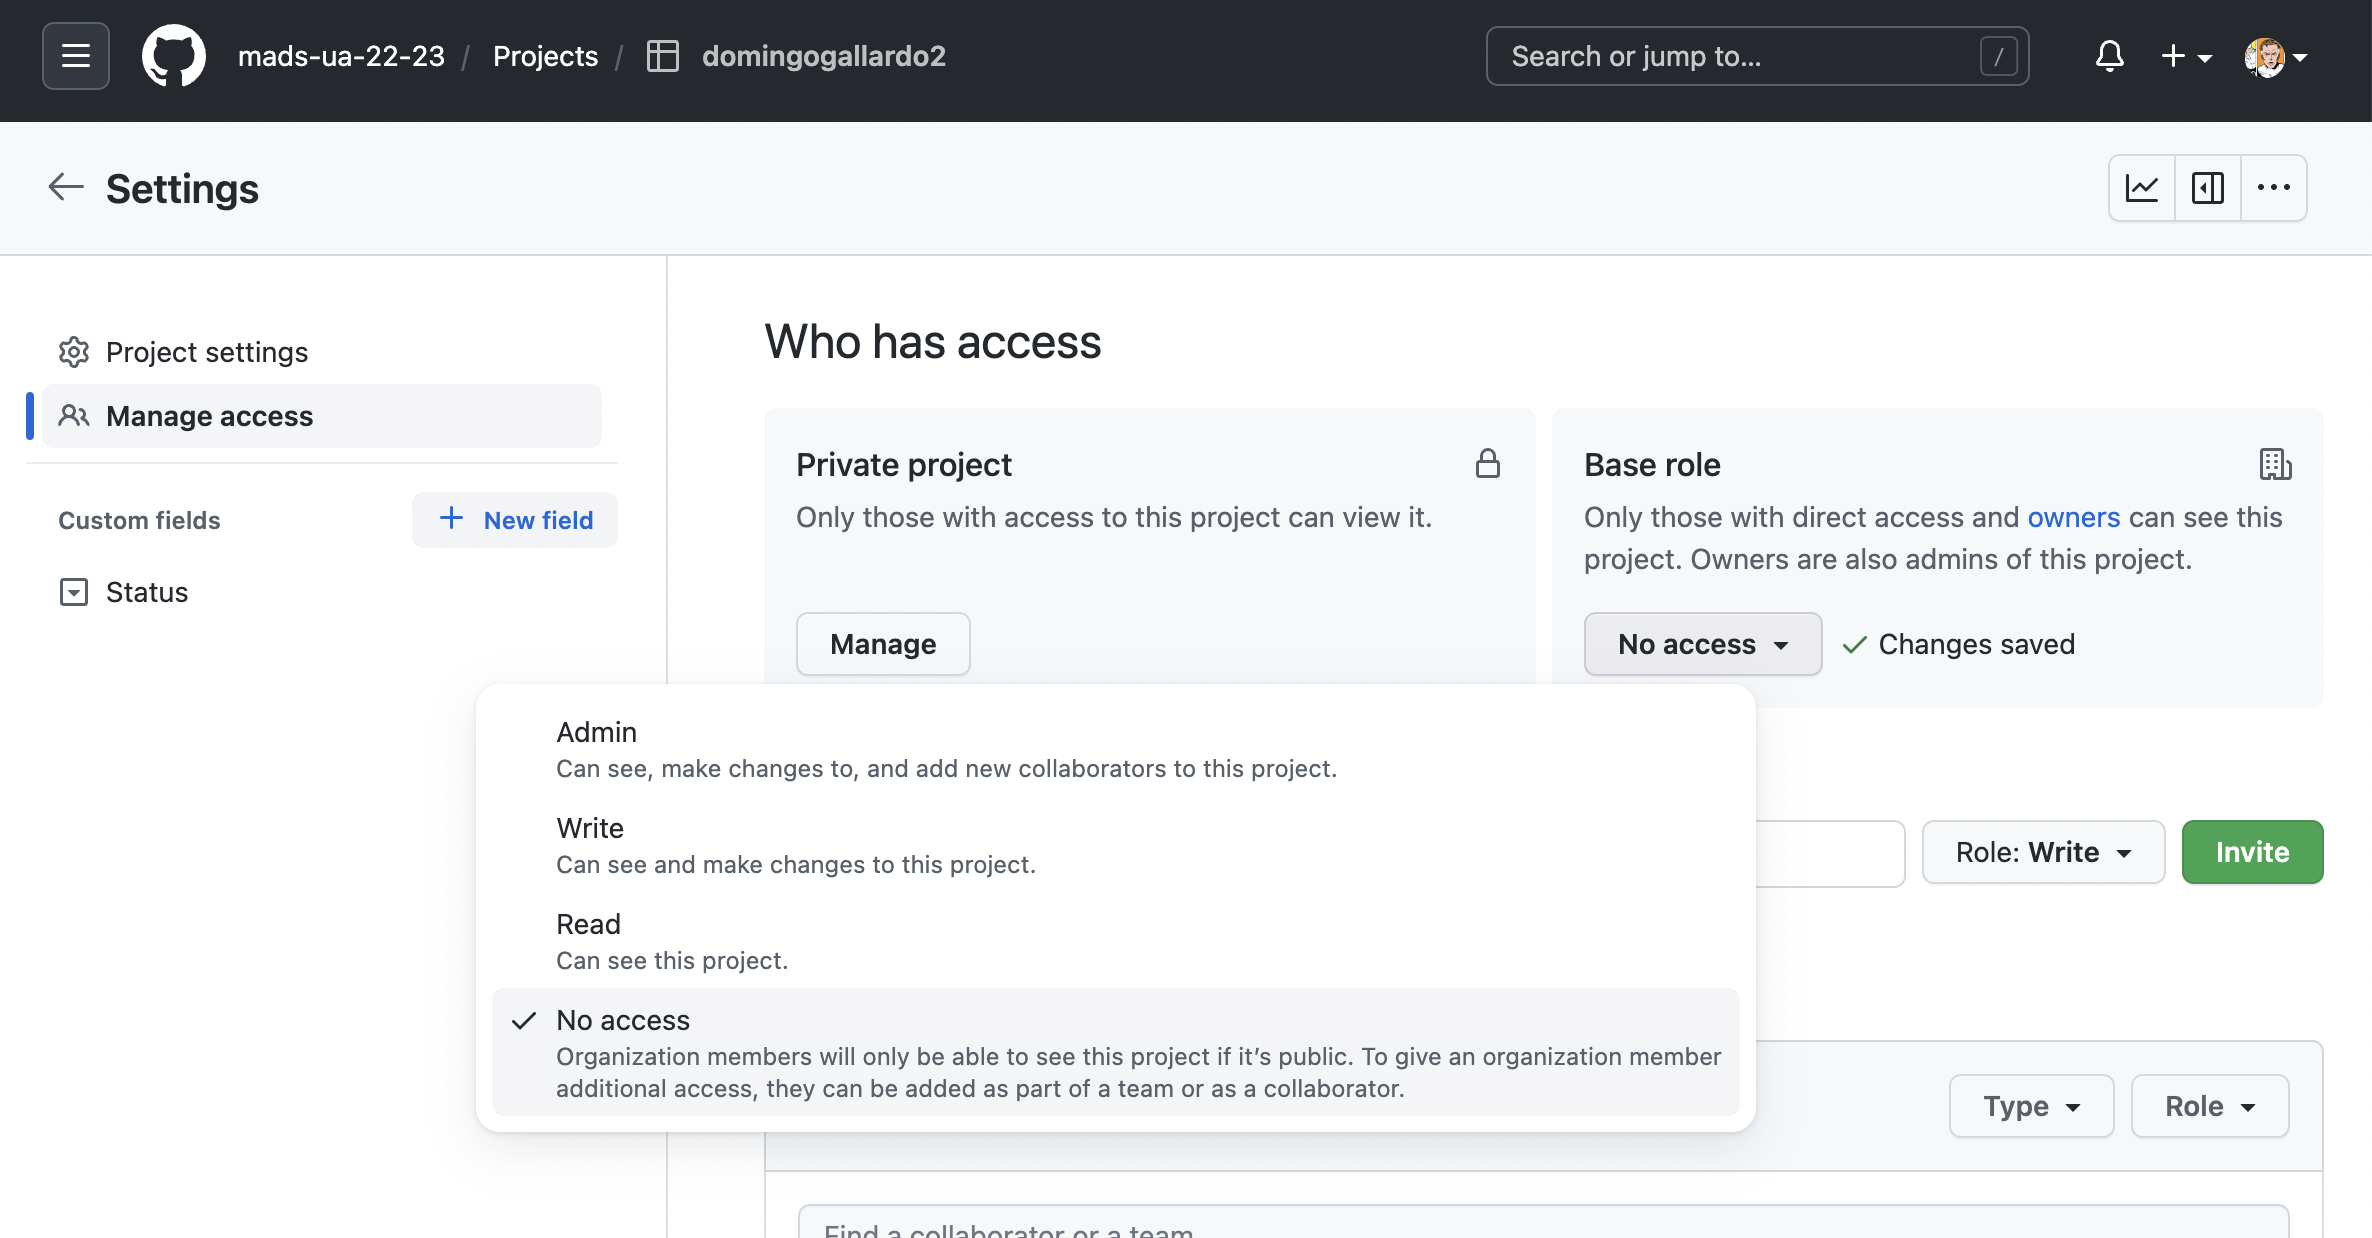 mads-ua-22-23 / Projects / domingogallardo2
Search or jump to... /
Settings
Project settings
Manage access
Custom fields
New field
Status
Who has access
Private project
Only those with access to this project can view it.
Manage
Base role
Only those with direct access and owners can see this
project. Owners are also admins of this project.
No access
Changes saved
Admin
Can see, make changes to, and add new collaborators to this project.
Write
Can see and make changes to this project.
Read
Can see this project.
No access
Organization members will only be able to see this project if it’s public. To give an organization member
additional access, they can be added as part of a team or as a collaborator.
Role: Write
Invite
Type
Role
Find a collaborator or a team